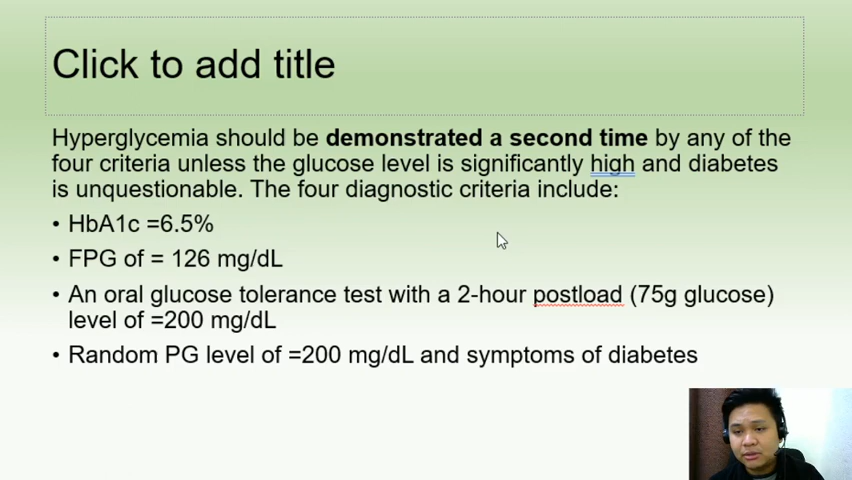 Click to add title
Hyperglycemia should be demonstrated a second time by any of the
four criteria unless the glucose level is significantly high and diabetes
is unquestionable. The four diagnostic criteria include:
• HbA1c =6.5%
• FPG of = 126 mg/dL
• An oral glucose tolerance test with a 2-hour postload (75g glucose)
level of =200 mg/dL
• Random PG level of =200 mg/dL and symptoms of diabetes